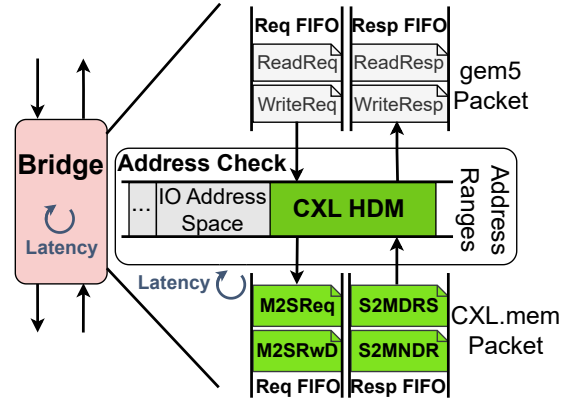 Req FIFO
Resp FIFO
ReadReq
ReadResp
WriteReq
WriteResp
gem5
Packet
Bridge
Latency
Address Check
...
IO Address
Space
CXL HDM
Address
Ranges
Latency
M2SReq
S2MDRS
M2SRwD
S2MNDR
CXL.mem
Packet
Req FIFO
Resp FIFO